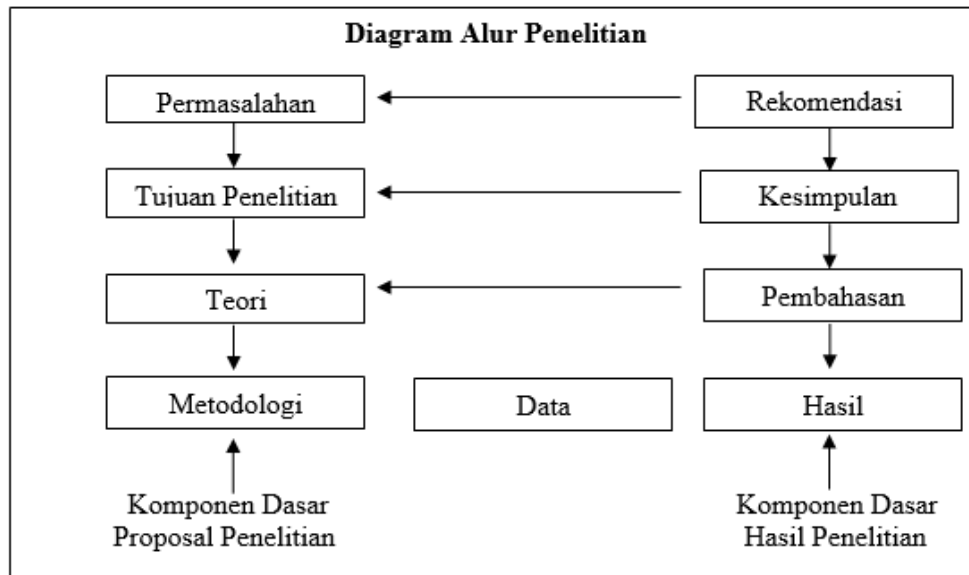 Diagram Alur Penelitian
Permasalahan
Rekomendasi
Tujuan Penelitian
Kesimpulan
Teori
Pembahasan
Metodologi
Data
Hasil
Komponen Dasar
Proposal Penelitian
Komponen Dasar
Hasil Penelitian